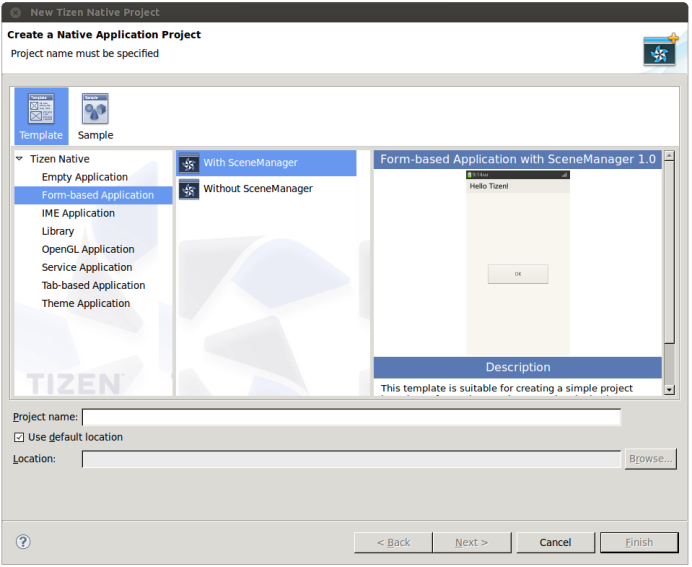 New Tizen Native Project
Create a Native Application Project
Project name must be specified
Template
Sample
Tizen Native
Empty Application
Form-based Application
IME Application
Library
OpenGL Application
Service Application
Tab-based Application
Theme Application
TIZEN
With SceneManager
Without SceneManager
Form-based Application with SceneManager 1.0
Hello Tizen!
OK
Description
This template is suitable for creating a simple project
Project name:
Use default location
Location:
Browse...
< Back
Next >
Cancel
Finish